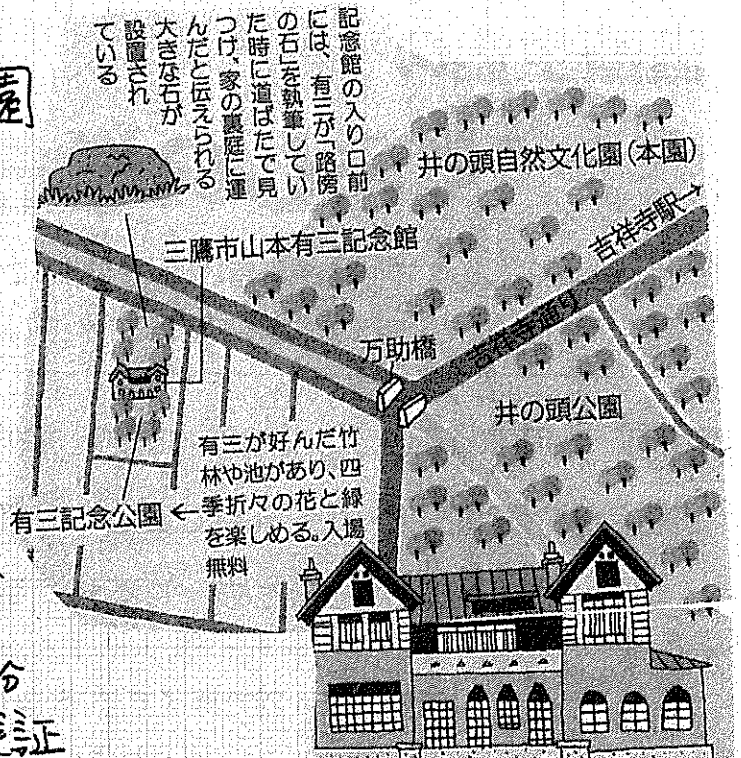 記念館の入り口前
には、有三が「路傍
の石」を執筆してい
た時に道ばたで見
つけ、家の裏庭に運
んだと伝えられる
大きな石が
設置され
ている
井の頭自然文化園(本園)
吉祥寺駅→
三鷹市山本有三記念館
吉祥寺通り
万助橋
井の頭公園
有三が好んだ竹
林や池があり、四
季折々の花と緑
を楽しめる。入場
無料
有三記念公園←
園
分
証